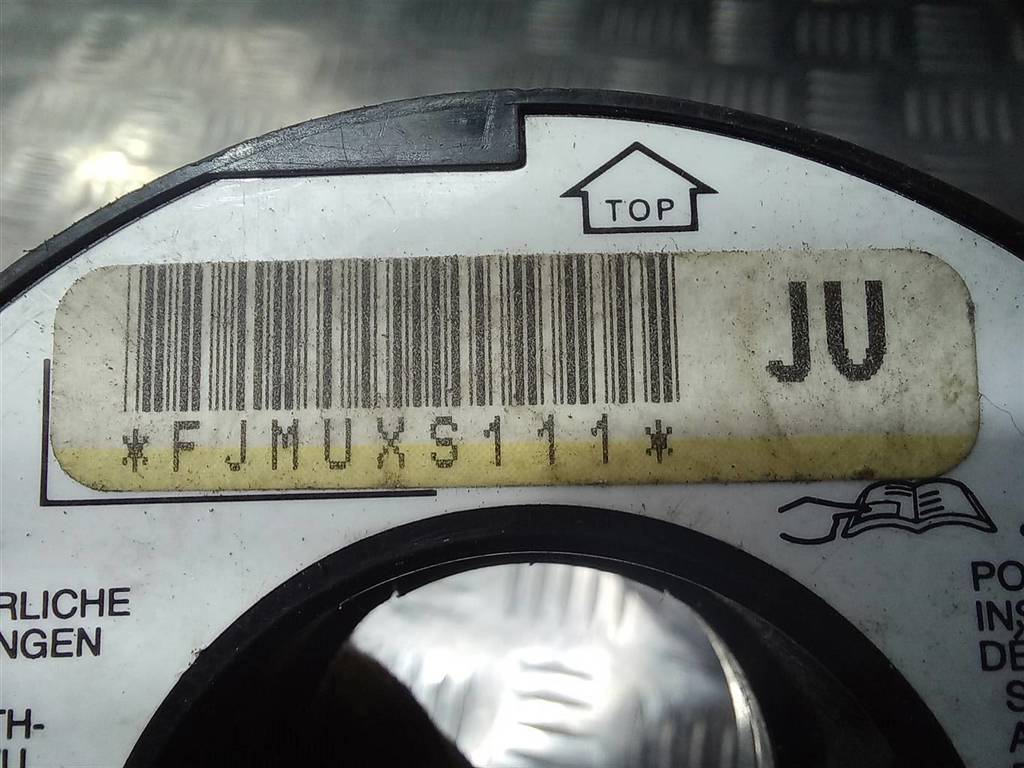 TOP
JU
*FJMUXS111*
RLICHE
NGEN
TH-
PO
INS
DÉ
S
A